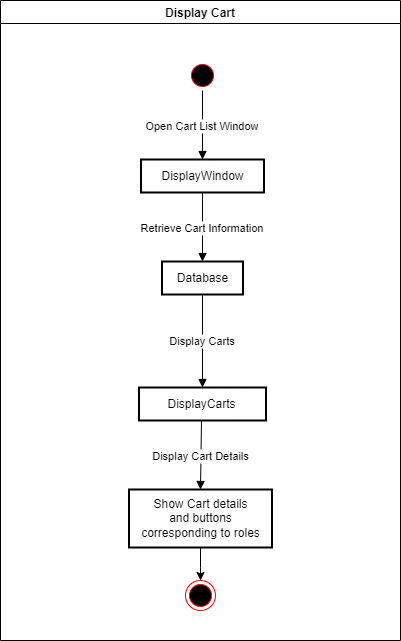 Display Cart
Open Cart List Window
DisplayWindow
Retrieve Cart Information
Database
Display Carts
DisplayCarts
Display Cart Details
Show Cart details
and buttons
corresponding to roles